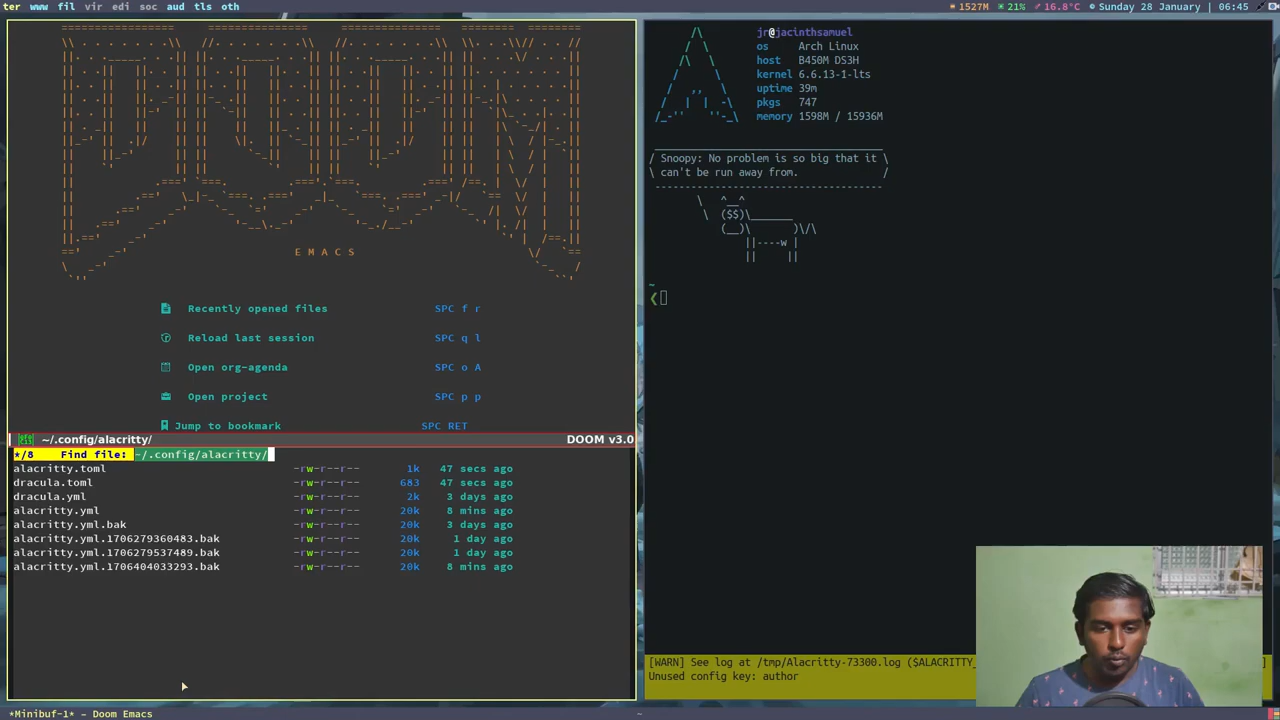 ter www fil vir edi soc aud tls oth
1527M | 21% | 16.8°C | Sunday 28 January | 06:45
E M A C S
Recently opened files SPC f r
Reload last session SPC q l
Open org-agenda SPC o A
Open project SPC p p
Jump to bookmark SPC RET
~/.config/alacritty/ DOOM v3.0
*/8 Find file: ~/.config/alacritty/
alacritty.toml -rw-r--r-- 1k 47 secs ago
dracula.toml -rw-r--r-- 683 47 secs ago
dracula.yml -rw-r--r-- 2k 3 days ago
alacritty.yml -rw-r--r-- 20k 8 mins ago
alacritty.yml.bak -rw-r--r-- 20k 3 days ago
alacritty.yml.1706279360483.bak -rw-r--r-- 20k 1 day ago
alacritty.yml.1706279537489.bak -rw-r--r-- 20k 1 day ago
alacritty.yml.1706404033293.bak -rw-r--r-- 20k 8 mins ago
*Minibuf-1* – Doom Emacs
jr@jacinthsamuel
os Arch Linux
host B450M DS3H
kernel 6.6.13-1-lts
uptime 39m
pkgs 747
memory 1598M / 15936M
/ Snoopy: No problem is so big that it \
\ can't be run away from. /
~
[WARN] See log at /tmp/Alacritty-73300.log ($ALACRITTY_
Unused config key: author
~